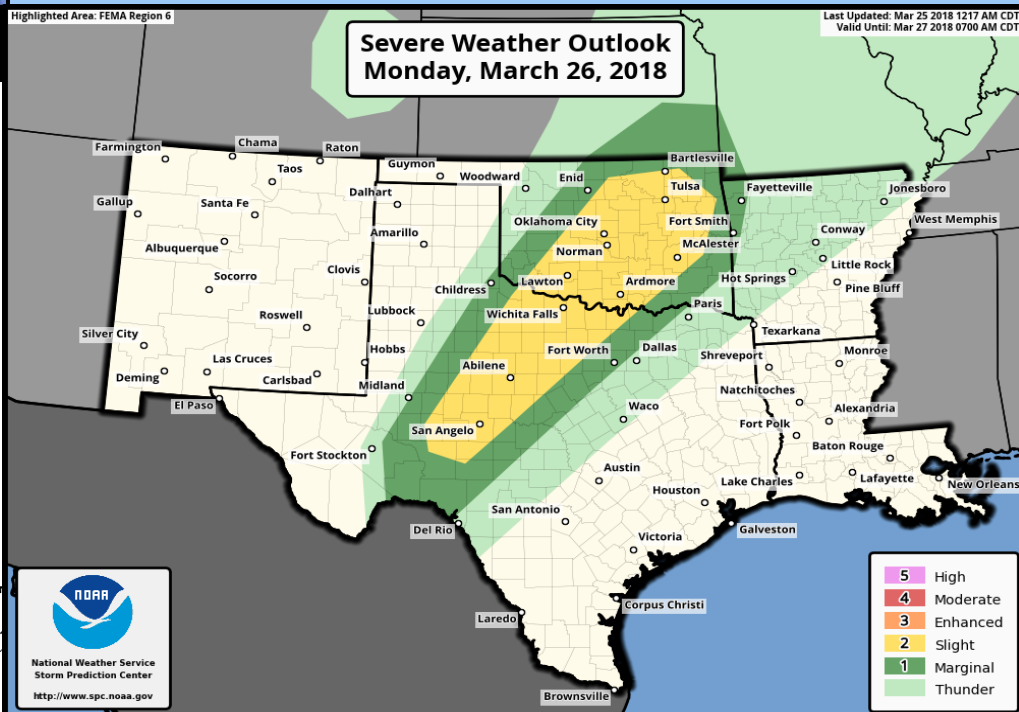 Highlighted Area: FEMA Region 6
Last Updated: Mar 25 2018 1217 AM CDT
Valid Until: Mar 27 2018 0700 AM CDT
Severe Weather Outlook
Monday, March 26, 2018
Farmington
Chama
Raton
Taos
Guymon
Woodward
Enid
Bartlesville
Tulsa
Fayetteville
Jonesboro
Gallup
Santa Fe
Dalhart
Oklahoma City
Fort Smith
West Memphis
Albuquerque
Amarillo
Norman
McAlester
Conway
Socorro
Clovis
Childress
Lawton
Ardmore
Hot Springs
Little Rock
Pine Bluff
Roswell
Lubbock
Wichita Falls
Paris
Texarkana
Silver City
Las Cruces
Hobbs
Fort Worth
Dallas
Shreveport
Monroe
Deming
Carlsbad
Midland
Abilene
Natchitoches
El Paso
Waco
Fort Polk
Alexandria
San Angelo
Baton Rouge
Fort Stockton
Austin
Lake Charles
Lafayette
New Orleans
Houston
Del Rio
San Antonio
Galveston
Victoria
Laredo
Corpus Christi
Brownsville
NOAA
National Weather Service
Storm Prediction Center
http://www.spc.noaa.gov
5 High
4 Moderate
3 Enhanced
2 Slight
1 Marginal
Thunder